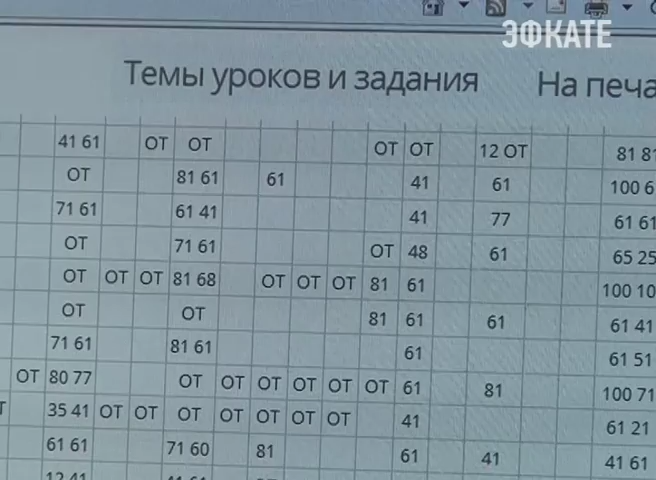 ЭФКАТЕ
Темы уроков и задания На печа
41 61 ОТ ОТ ОТ ОТ 12 ОТ 81 81
ОТ 81 61 61 41 61 100 6
71 61 61 41 41 77 61 61
ОТ 71 61 ОТ 48 61 65 25
ОТ ОТ ОТ 81 68 ОТ ОТ ОТ 81 61 100 10
ОТ ОТ 81 61 61 61 41
71 61 81 61 61 61 51
ОТ 80 77 ОТ ОТ ОТ ОТ ОТ ОТ 61 81 100 71
Т 35 41 ОТ ОТ ОТ ОТ ОТ ОТ ОТ 41 61 21
61 61 71 60 81 61 41 41 61
12 41